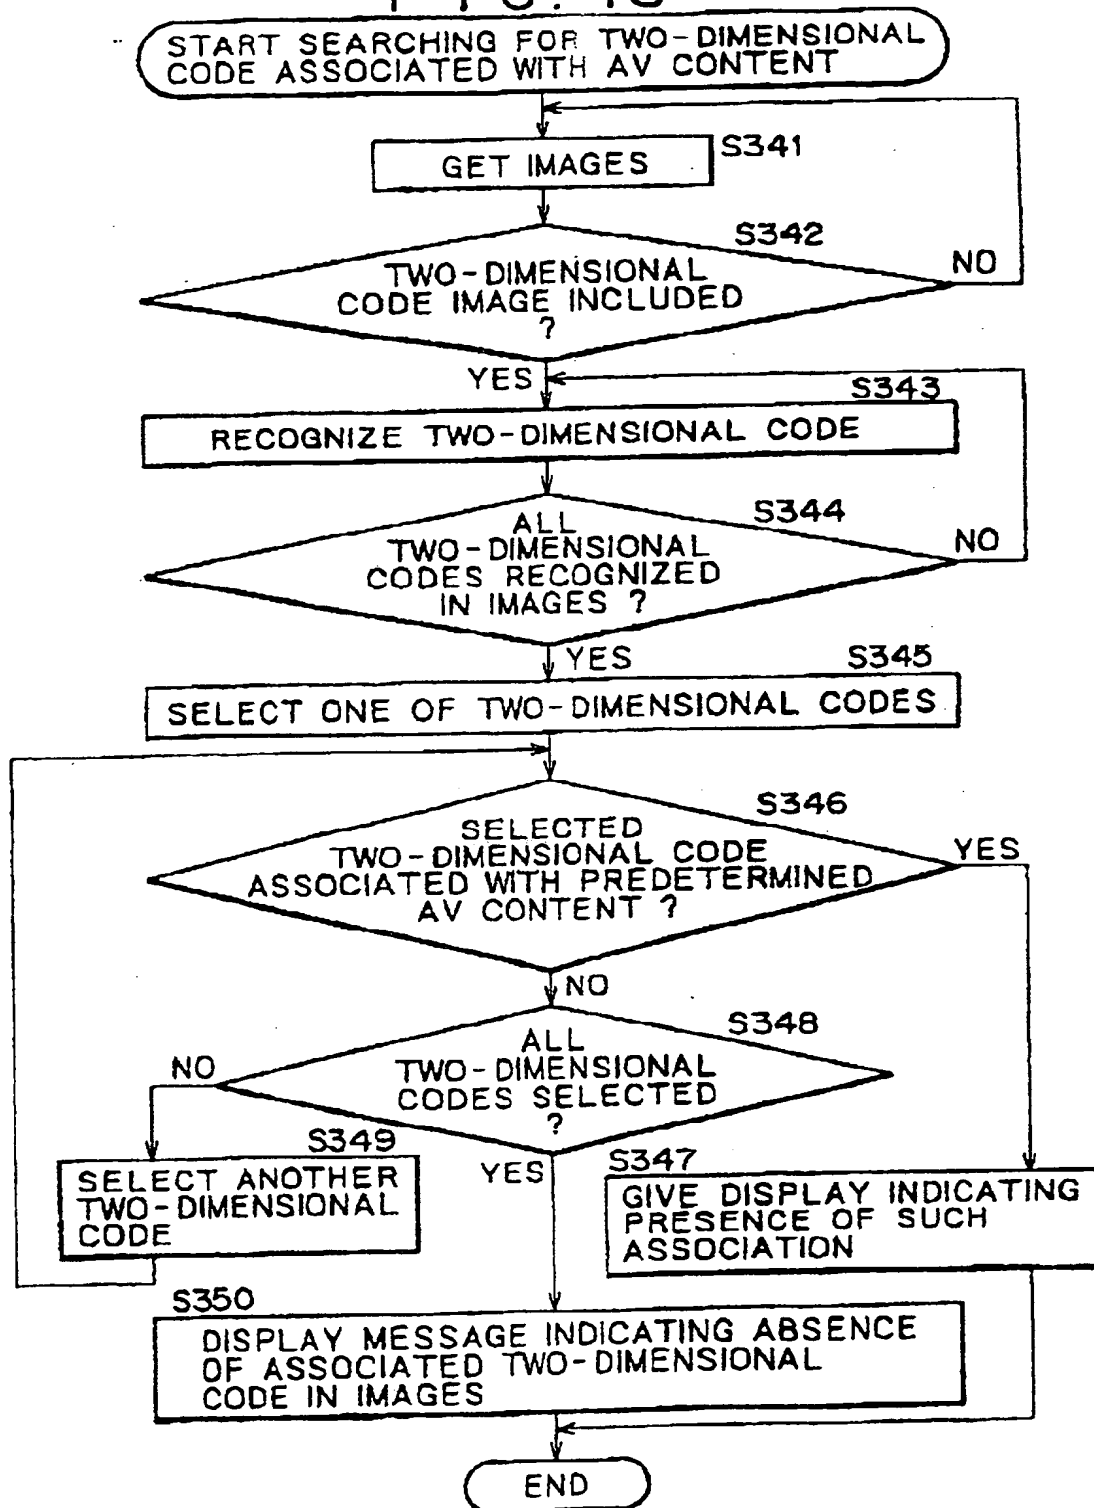 START SEARCHING FOR TWO-DIMENSIONAL
CODE ASSOCIATED WITH AV CONTENT
GET IMAGES
S341
S342
TWO-DIMENSIONAL
CODE IMAGE INCLUDED
?
NO
YES
S343
RECOGNIZE TWO-DIMENSIONAL CODE
S344
ALL
TWO-DIMENSIONAL
CODES RECOGNIZED
IN IMAGES ?
NO
YES
S345
SELECT ONE OF TWO-DIMENSIONAL CODES
S346
SELECTED
TWO-DIMENSIONAL CODE
ASSOCIATED WITH PREDETERMINED
AV CONTENT ?
YES
NO
S348
ALL
TWO-DIMENSIONAL
CODES SELECTED
?
NO
YES
S349
SELECT ANOTHER
TWO-DIMENSIONAL
CODE
S347
GIVE DISPLAY INDICATING
PRESENCE OF SUCH
ASSOCIATION
S350
DISPLAY MESSAGE INDICATING ABSENCE
OF ASSOCIATED TWO-DIMENSIONAL
CODE IN IMAGES
END